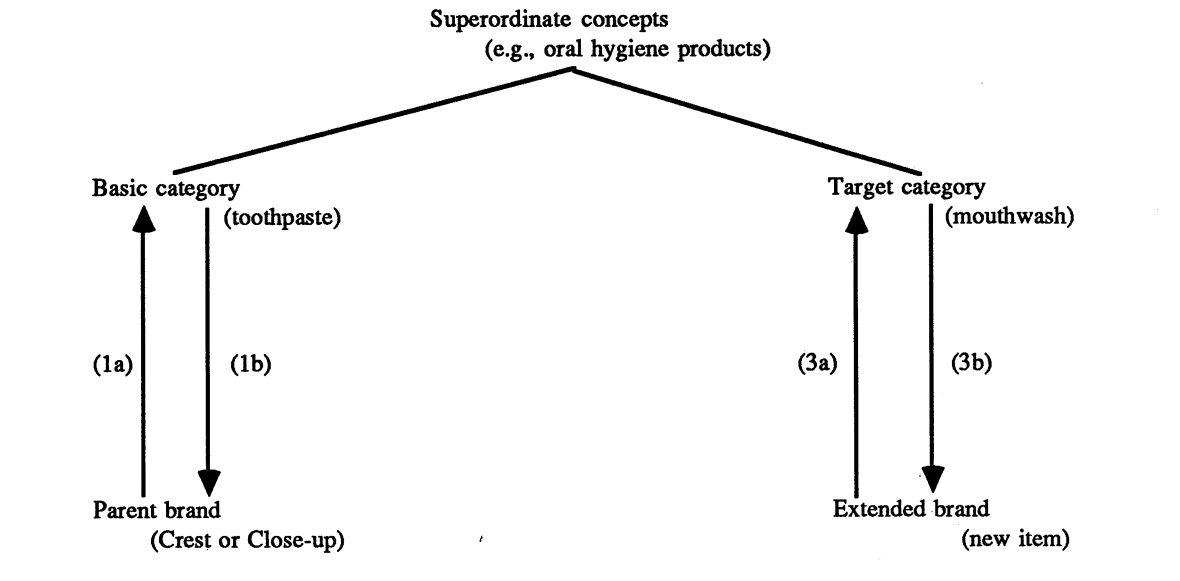 Superordinate concepts
(e.g., oral hygiene products)
Basic category
(toothpaste)
Target category
(mouthwash)
(1a)
(1b)
(3a)
(3b)
Parent brand
(Crest or Close-up)
Extended brand
(new item)